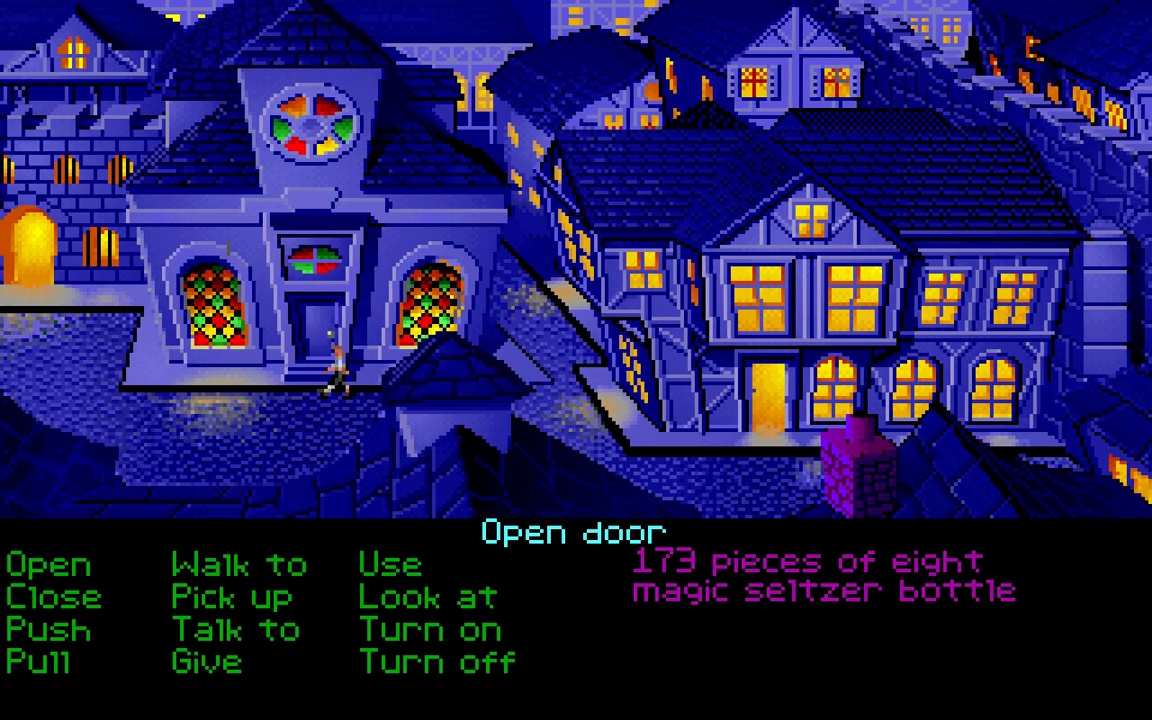 Open door
Open Walk to Use 173 pieces of eight
Close Pick up Look at magic seltzer bottle
Push Talk to Turn on
Pull Give Turn off